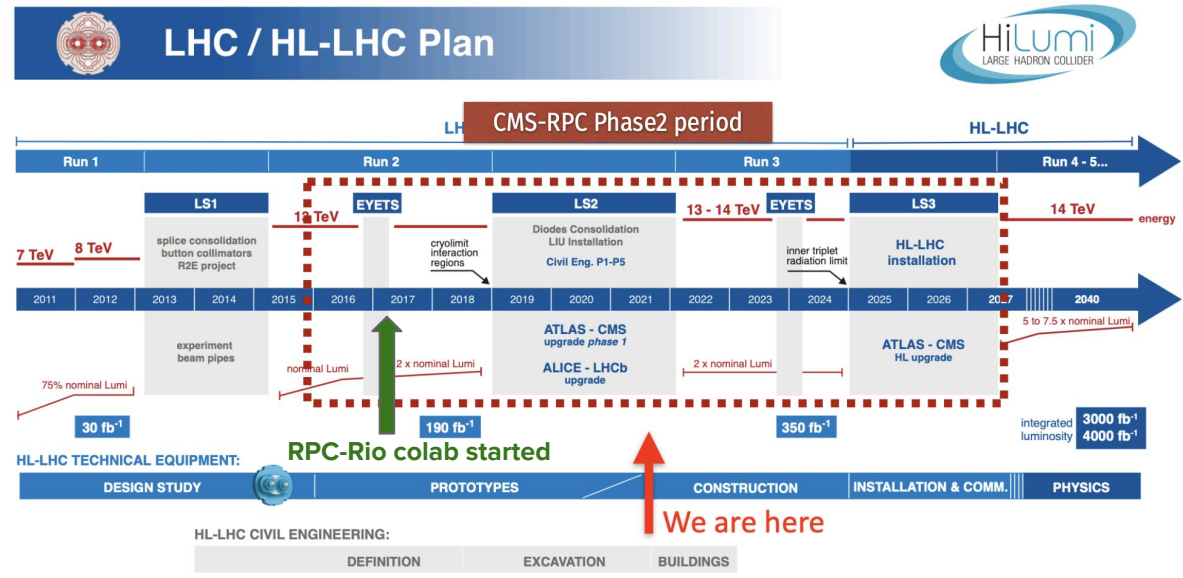 LHC / HL-LHC Plan
HiLumi
LARGE HADRON COLLIDER
LH
CMS-RPC Phase2 period
HL-LHC
Run 1
Run 2
Run 3
Run 4 - 5...
LS1
EYETS
LS2
EYETS
LS3
13 TeV
13 - 14 TeV
14 TeV
energy
7 TeV
8 TeV
splice consolidation
button collimators
R2E project
cryolimit
interaction
regions
Diodes Consolidation
LIU Installation
Civil Eng. P1-P5
inner triplet
radiation limit
HL-LHC
installation
2011 2012 2013 2014 2015 2016 2017 2018 2019 2020 2021 2022 2023 2024 2025 2026 2027 2040
experiment
beam pipes
ATLAS - CMS
upgrade phase 1
ALICE - LHCb
upgrade
ATLAS - CMS
HL upgrade
5 to 7.5 x nominal Lumi
75% nominal Lumi
nominal Lumi
2 x nominal Lumi
2 x nominal Lumi
30 fb-1
190 fb-1
350 fb-1
integrated
luminosity
3000 fb-1
4000 fb-1
RPC-Rio colab started
HL-LHC TECHNICAL EQUIPMENT:
DESIGN STUDY
PROTOTYPES
CONSTRUCTION
INSTALLATION & COMM.
PHYSICS
We are here
HL-LHC CIVIL ENGINEERING:
DEFINITION
EXCAVATION
BUILDINGS